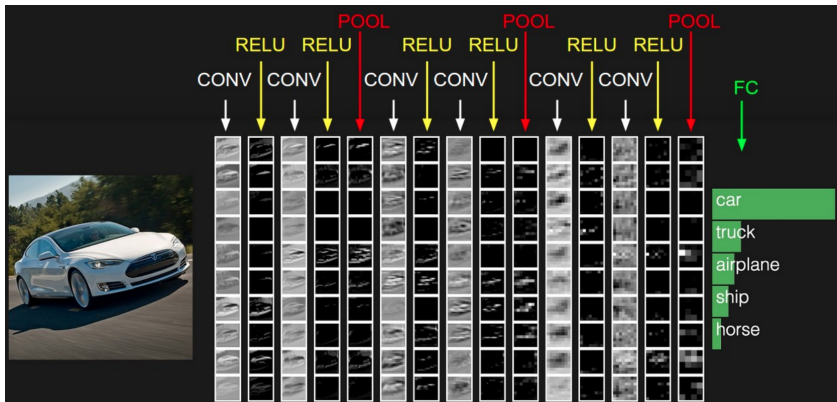 POOL POOL POOL
RELU RELU RELU RELU RELU RELU
CONV CONV CONV CONV CONV CONV
FC
car
truck
airplane
ship
horse